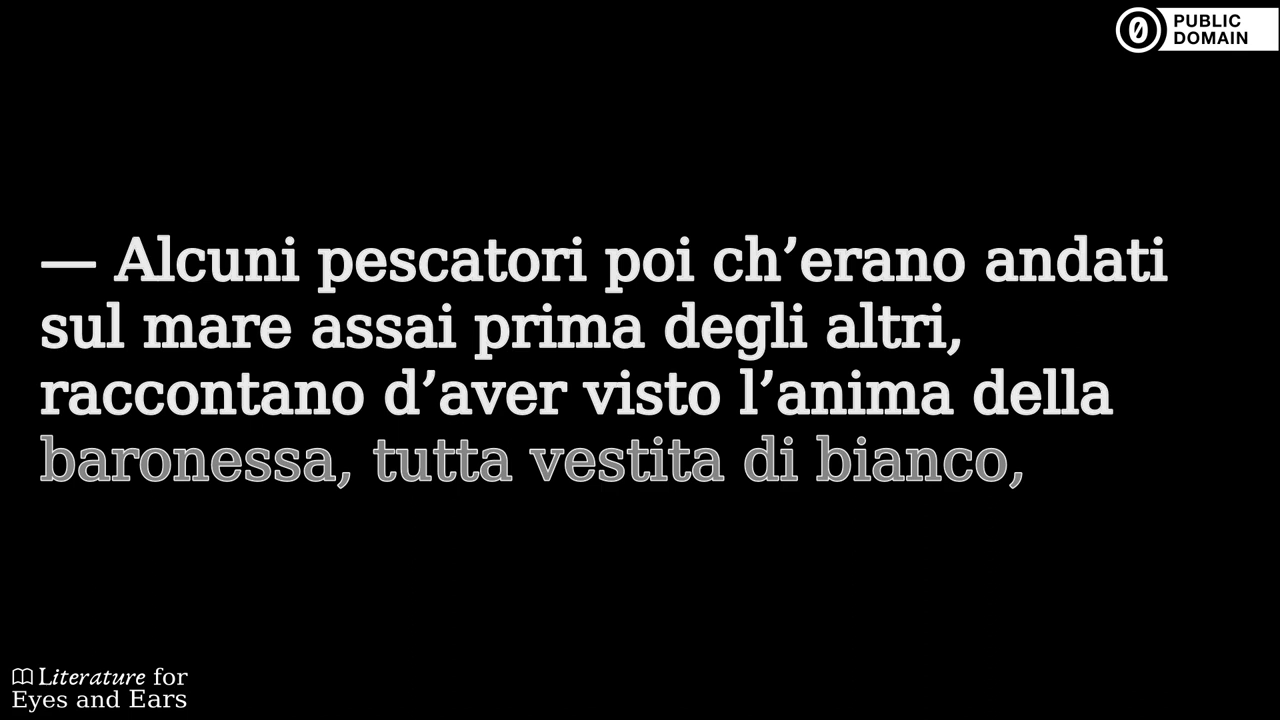 PUBLIC
DOMAIN
— Alcuni pescatori poi ch’erano andati
sul mare assai prima degli altri,
raccontano d’aver visto l’anima della
baronessa, tutta vestita di bianco,
Literature for
Eyes and Ears